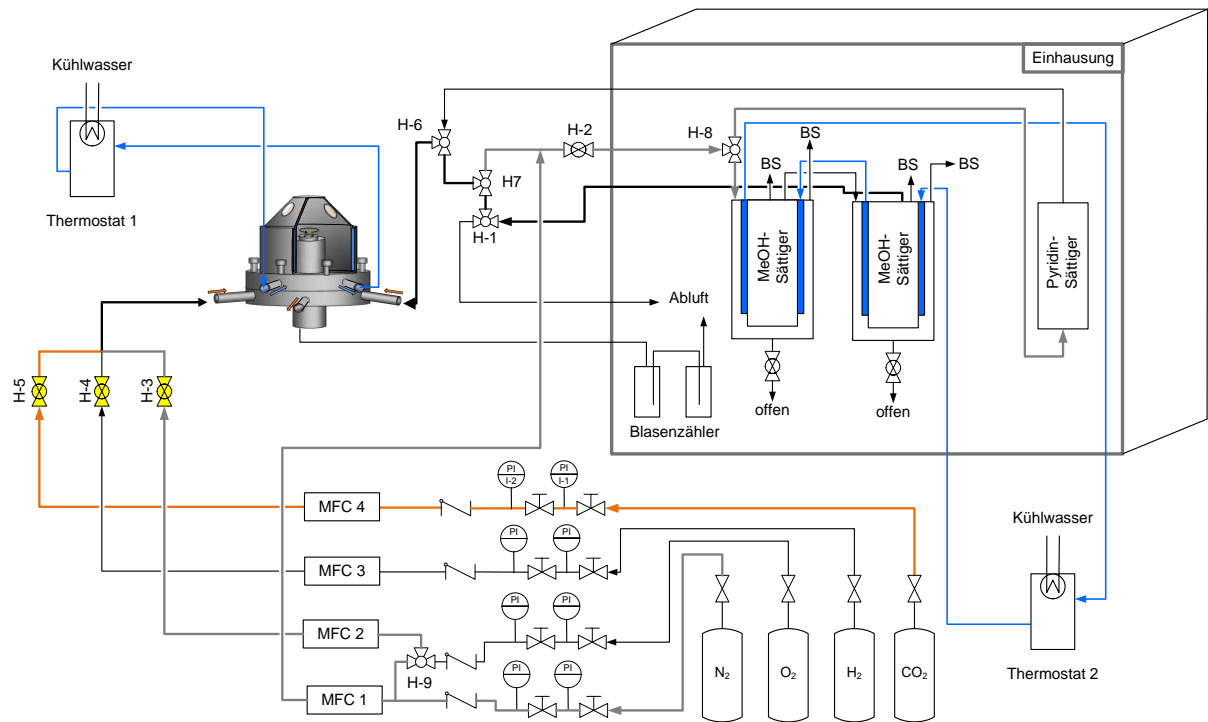 Einhausung
Kühlwasser
Thermostat 1
H-6
H-2
H-8
H7
H-1
BS
BS
BS
BS
MeOH-
Sättiger
MeOH-
Sättiger
Pyridin-
Sättiger
Abluft
offen
offen
Blasenzähler
H-5
H-4
H-3
MFC 4
PI
I-2
PI
I-1
MFC 3
PI
PI
MFC 2
PI
PI
H-9
MFC 1
PI
PI
N₂
O₂
H₂
CO₂
Kühlwasser
Thermostat 2